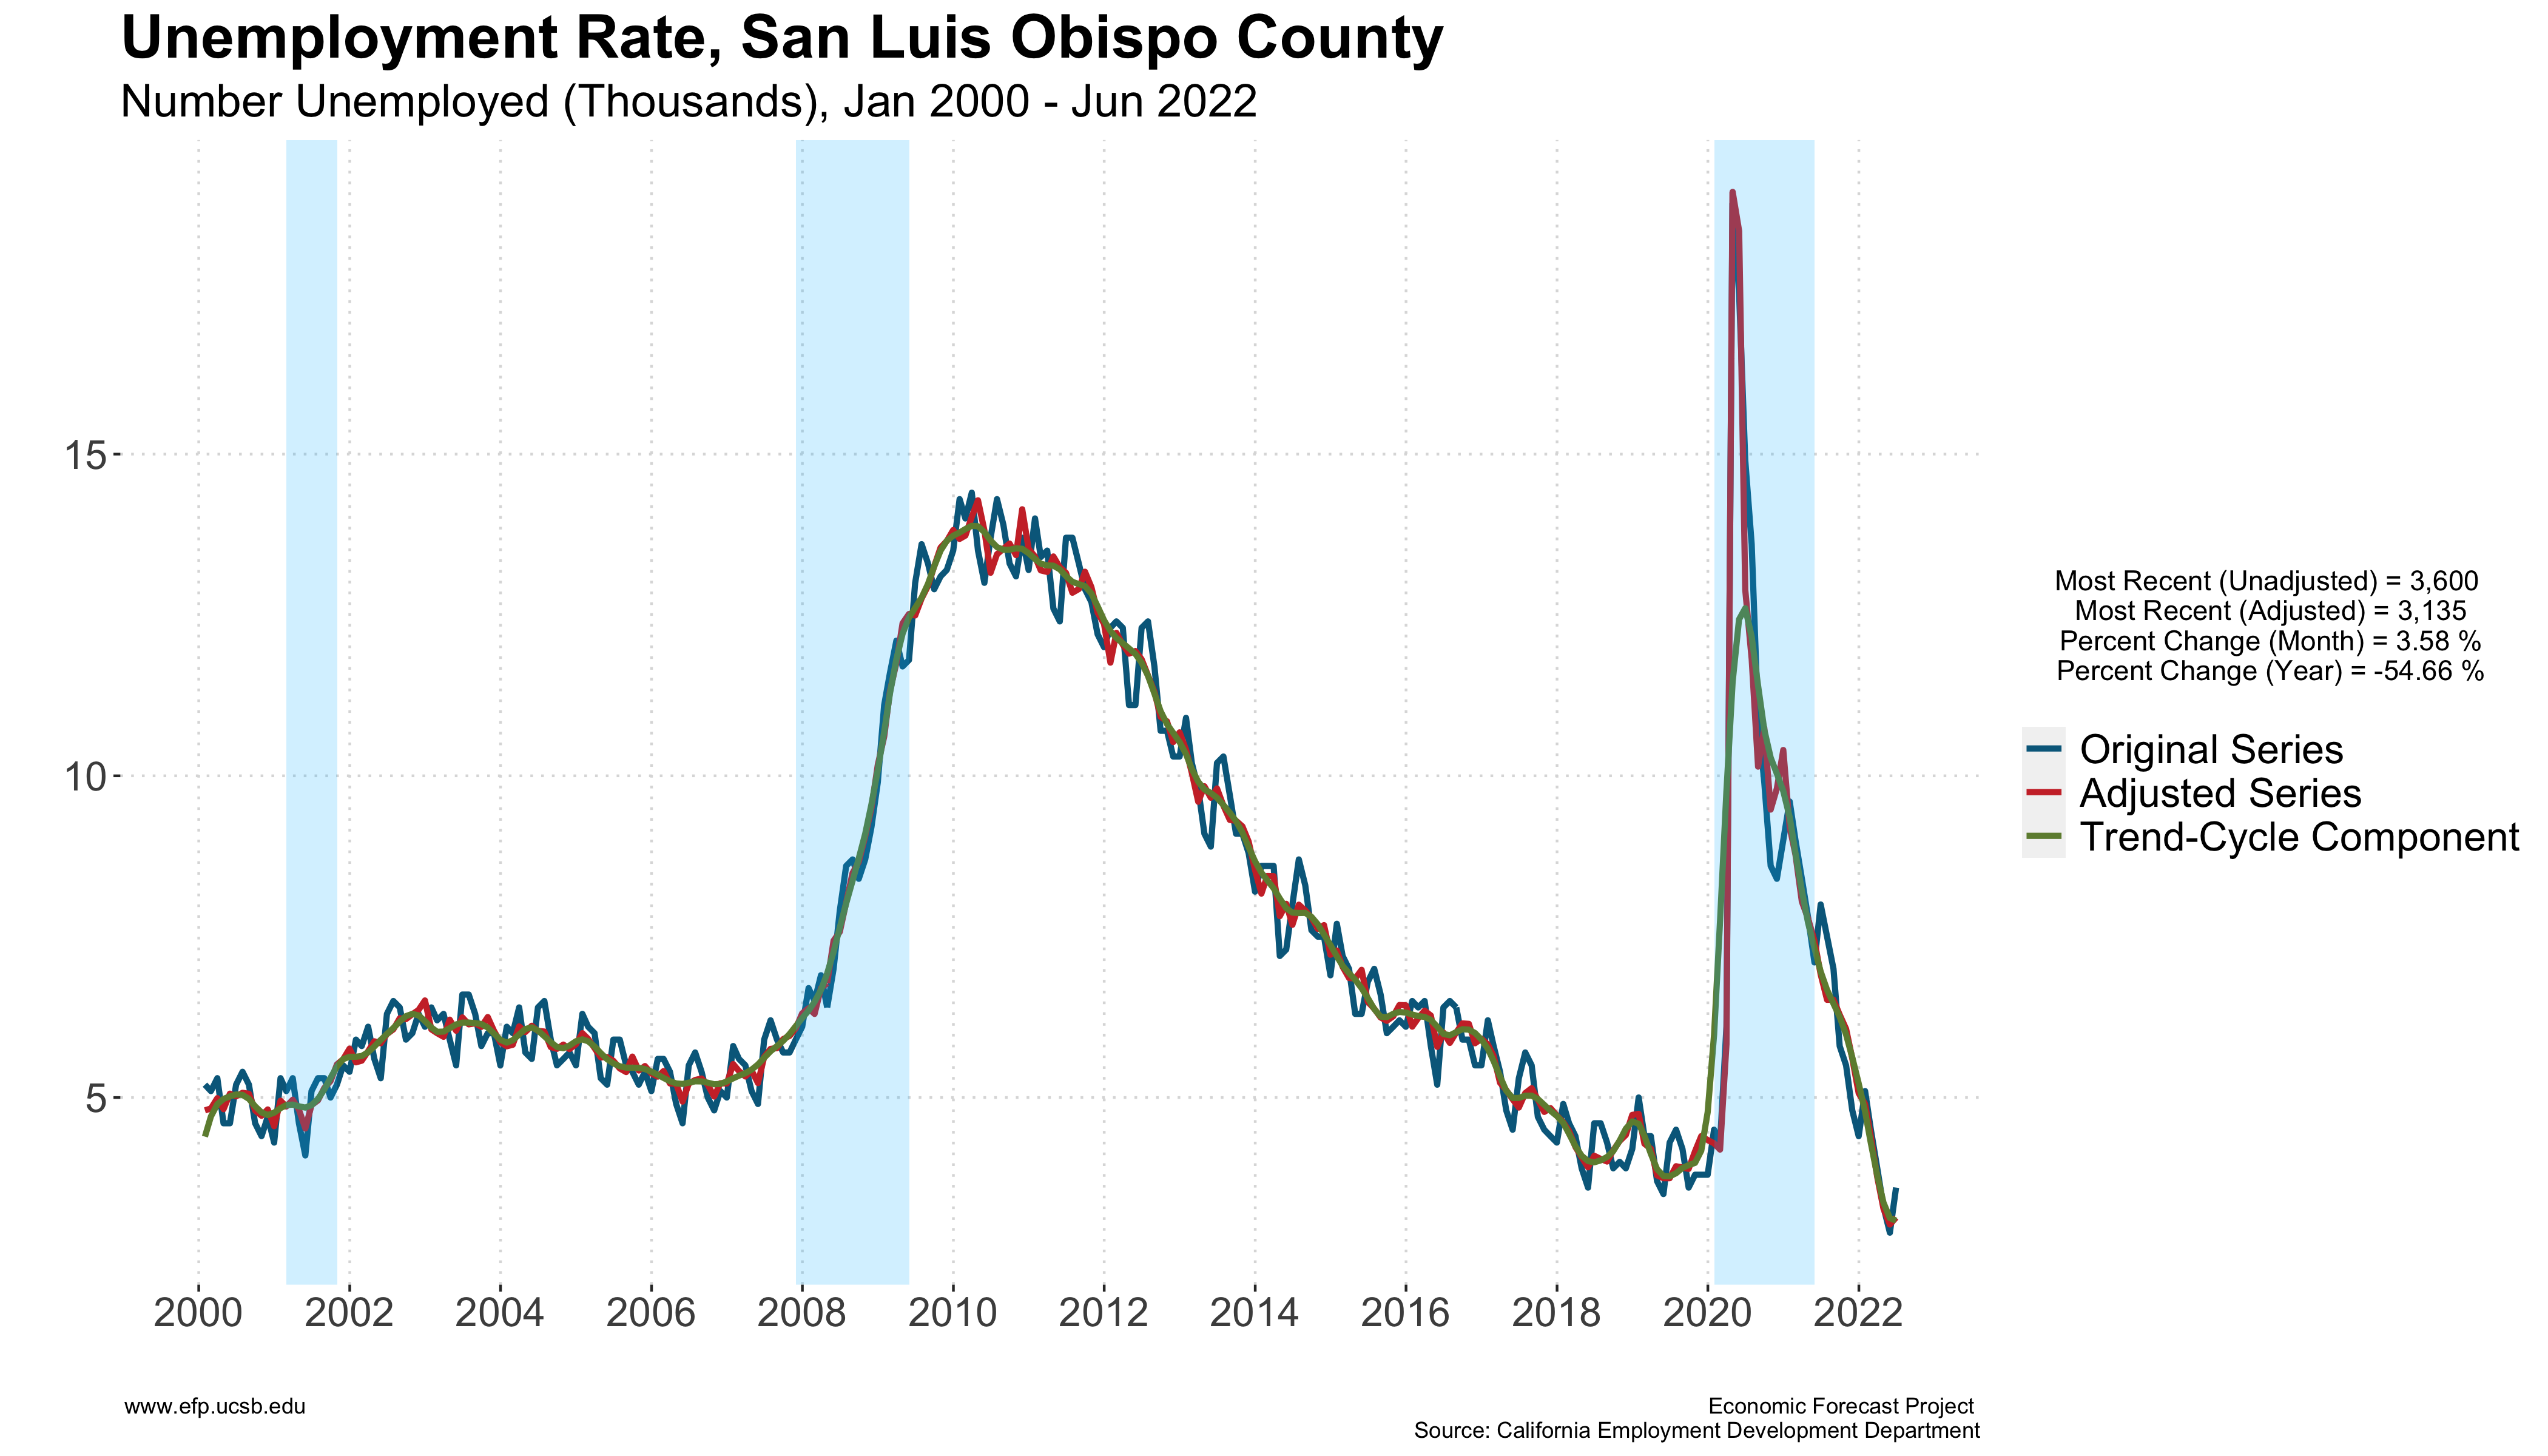 Unemployment Rate, San Luis Obispo County
Number Unemployed (Thousands), Jan 2000 - Jun 2022
15
10
5
2000 2002 2004 2006 2008 2010 2012 2014 2016 2018 2020 2022
Most Recent (Unadjusted) = 3,600
Most Recent (Adjusted) = 3,135
Percent Change (Month) = 3.58 %
Percent Change (Year) = -54.66 %
Original Series
Adjusted Series
Trend-Cycle Component
www.efp.ucsb.edu
Economic Forecast Project
Source: California Employment Development Department